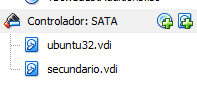 Controlador: SATA
ubuntu32.vdi
secundario.vdi